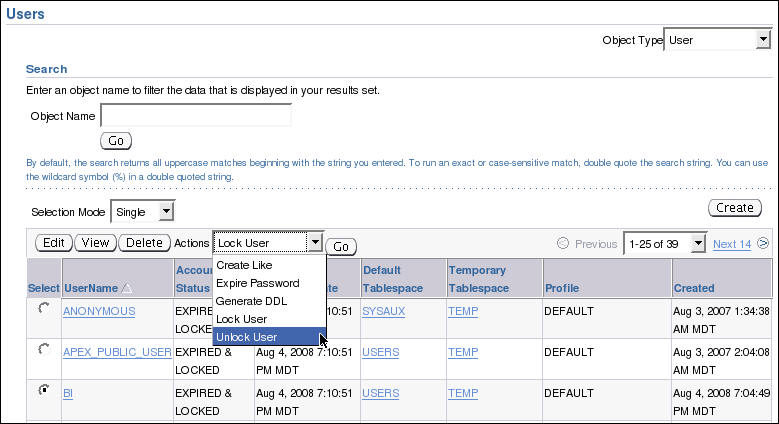 Users
Object Type User
Search
Enter an object name to filter the data that is displayed in your results set.
Object Name
Go
By default, the search returns all uppercase matches beginning with the string you entered. To run an exact or case-sensitive match, double quote the search string. You can use
the wildcard symbol (%) in a double quoted string.
Selection Mode Single
Create
Edit View Delete Actions Lock User Go Previous 1-25 of 39 Next 14
Create Like
Expire Password
Generate DDL
Lock User
Unlock User
Select UserName Account Status Default Tablespace Temporary Tablespace Profile Created
ANONYMOUS EXPIRED & :10:51 SYSAUX TEMP DEFAULT Aug 3, 2007 1:34:38
LOCKED AM MDT
APEX_PUBLIC_USER EXPIRED & Aug 4, 2008 7:10:51 USERS TEMP DEFAULT Aug 3, 2007 2:04:08
LOCKED PM MDT AM MDT
BI EXPIRED & Aug 4, 2008 7:10:51 USERS TEMP DEFAULT Aug 4, 2008 7:04:49
LOCKED PM MDT PM MDT